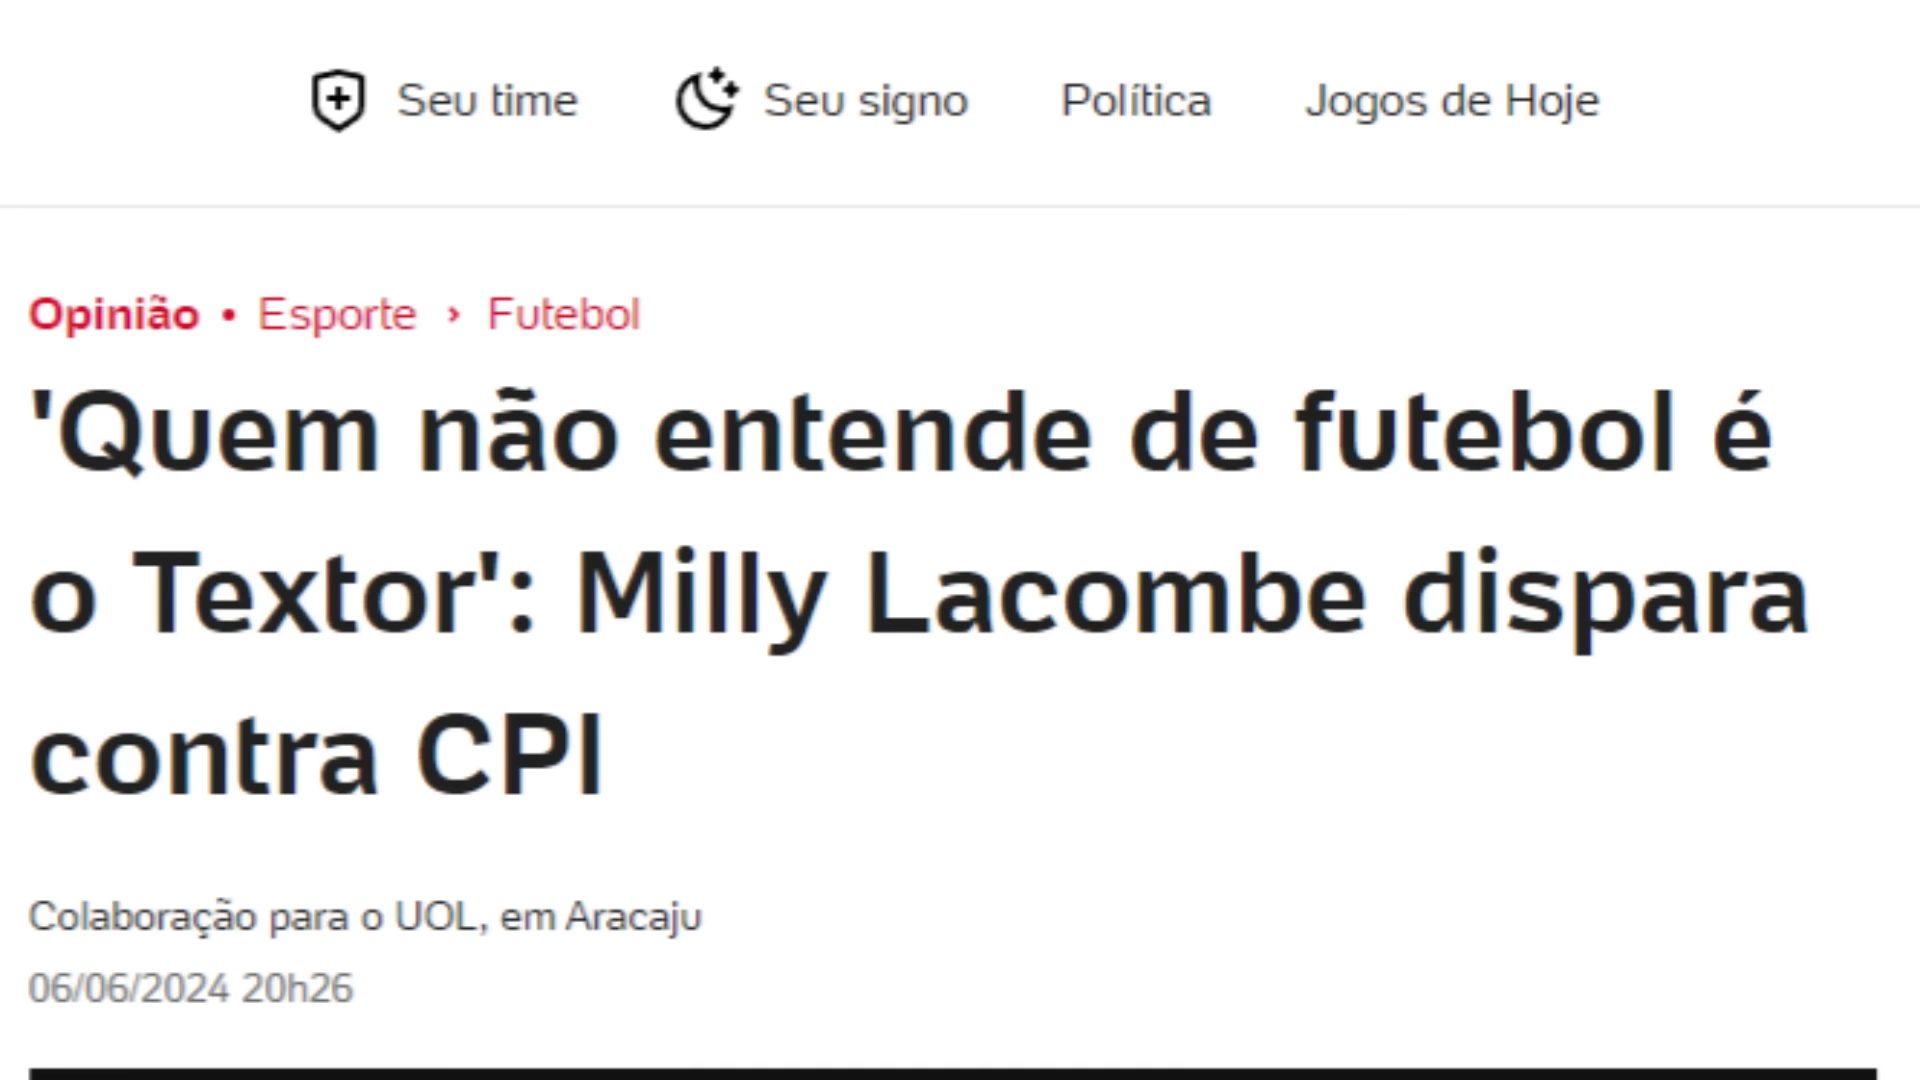 Seu time Seu signo Política Jogos de Hoje
Opinião • Esporte › Futebol
'Quem não entende de futebol é
o Textor': Milly Lacombe dispara
contra CPI
Colaboração para o UOL, em Aracaju
06/06/2024 20h26